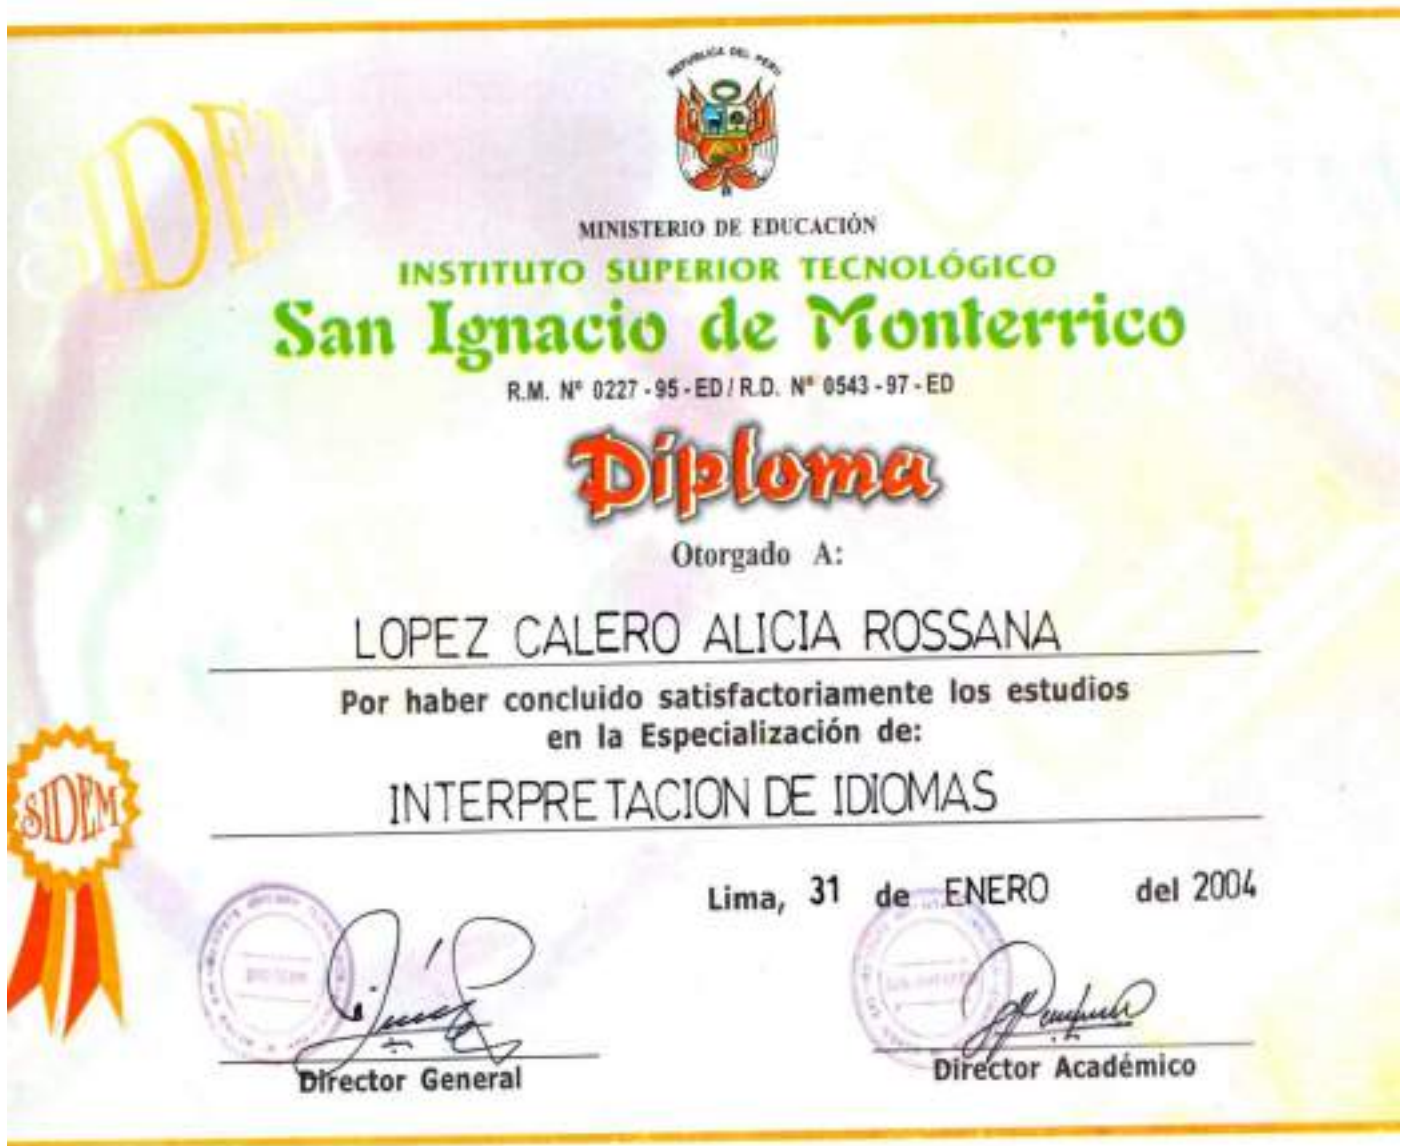 SIDEM
REPUBLICA DEL PERU
MINISTERIO DE EDUCACIÓN
INSTITUTO SUPERIOR TECNOLÓGICO
San Ignacio de Monterrico
R.M. Nº 0227 - 95 - ED / R.D. Nº 0543 - 97 - ED
Diploma
Otorgado A:
LOPEZ CALERO ALICIA ROSSANA
Por haber concluido satisfactoriamente los estudios
en la Especialización de:
INTERPRETACION DE IDIOMAS
SIDEM
Lima, 31 de ENERO del 2004
Director General
Director Académico